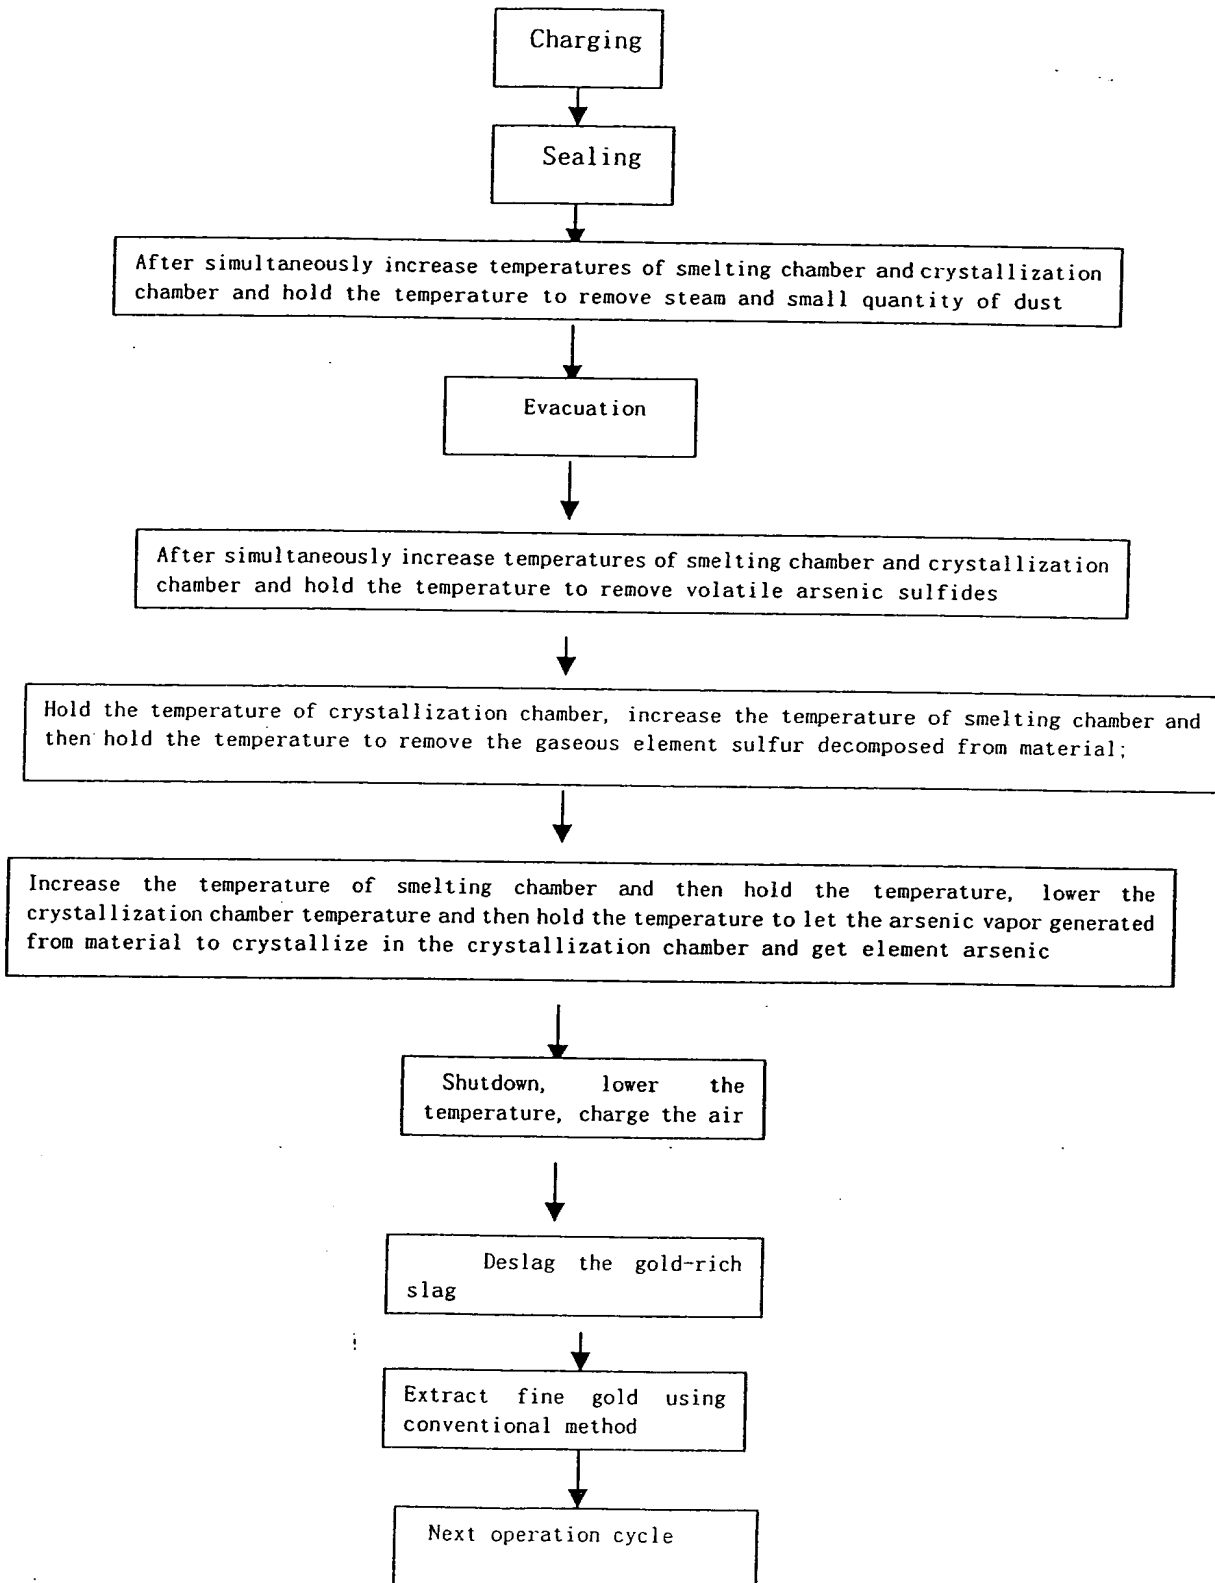 Charging
Sealing
After simultaneously increase temperatures of smelting chamber and crystallization
chamber and hold the temperature to remove steam and small quantity of dust
Evacuation
After simultaneously increase temperatures of smelting chamber and crystallization
chamber and hold the temperature to remove volatile arsenic sulfides
Hold the temperature of crystallization chamber, increase the temperature of smelting chamber and
then hold the temperature to remove the gaseous element sulfur decomposed from material;
Increase the temperature of smelting chamber and then hold the temperature, lower the
crystallization chamber temperature and then hold the temperature to let the arsenic vapor generated
from material to crystallize in the crystallization chamber and get element arsenic
Shutdown, lower the
temperature, charge the air
Deslag the gold-rich
slag
Extract fine gold using
conventional method
Next operation cycle